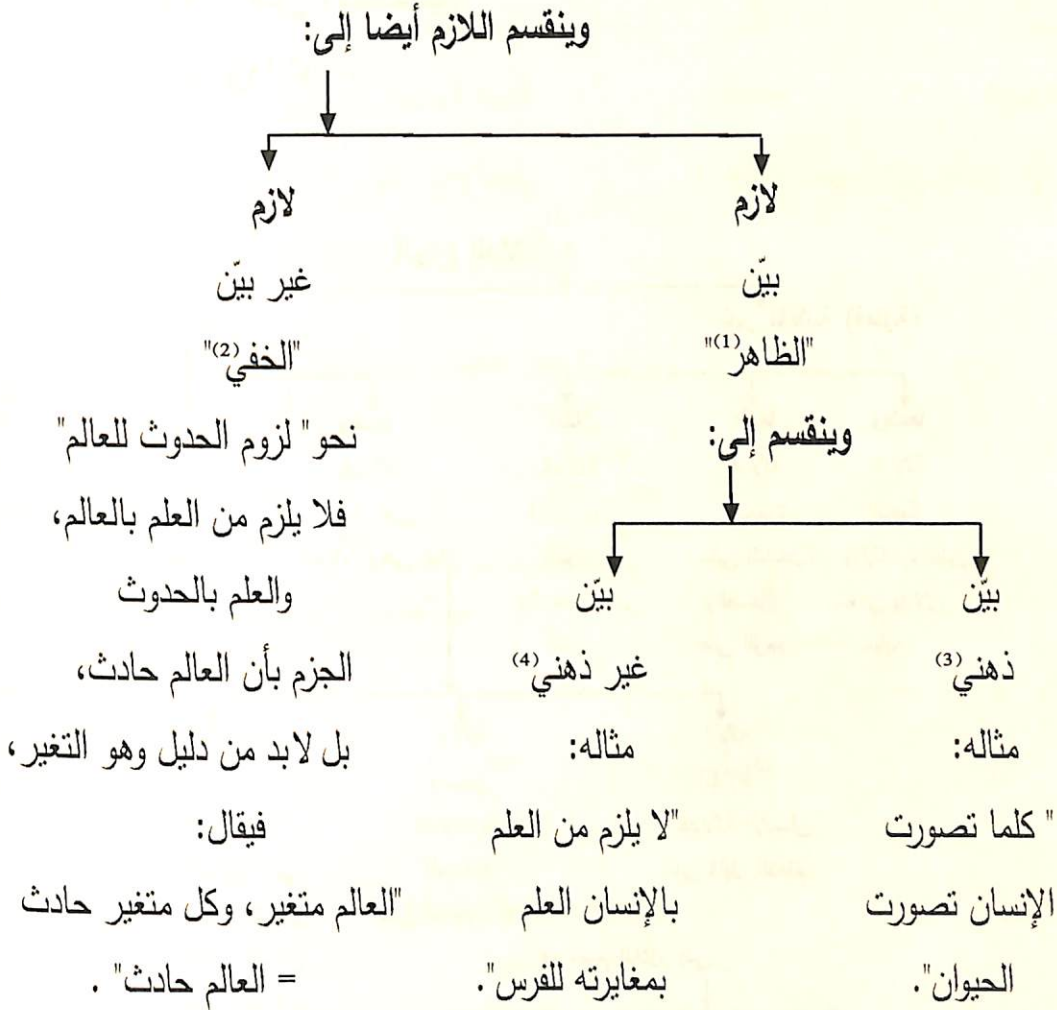 وينقسم اللازم أيضا إلى:
لازم
بيّن
"الظاهر(1)"
وينقسم إلى:
بيّن
ذهني(3)
مثاله:
" كلما تصورت
الإنسان تصورت
الحيوان".
بيّن
غير ذهني(4)
مثاله:
"لا يلزم من العلم
بالإنسان العلم
بمغايرته للفرس".
لازم
غير بيّن
"الخفي(2)"
نحو" لزوم الحدوث للعالم"
فلا يلزم من العلم بالعالم،
والعلم بالحدوث
الجزم بأن العالم حادث،
بل لابد من دليل وهو التغير،
فيقال:
"العالم متغير، وكل متغير حادث
= العالم حادث" .